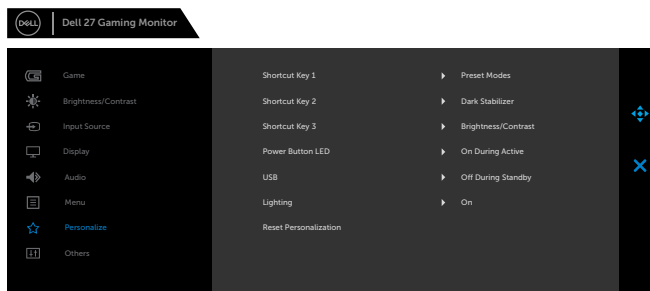 DELL
Dell 27 Gaming Monitor
Game
Shortcut Key 1 Preset Modes
Brightness/Contrast
Shortcut Key 2 Dark Stabilizer
Input Source
Shortcut Key 3 Brightness/Contrast
Display
Power Button LED On During Active
Audio
USB Off During Standby
Menu
Lighting On
Personalize
Reset Personalization
Others